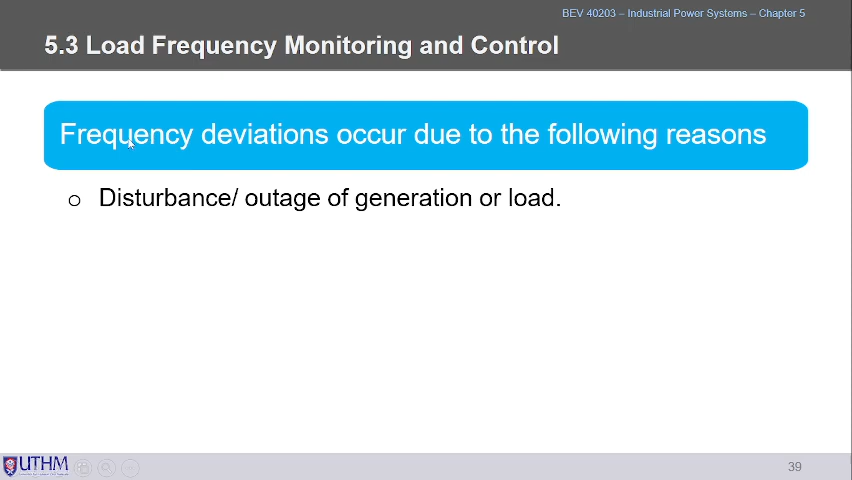 BEV 40203 – Industrial Power Systems – Chapter 5
5.3 Load Frequency Monitoring and Control
Frequency deviations occur due to the following reasons
o Disturbance/ outage of generation or load.
UTHM
39